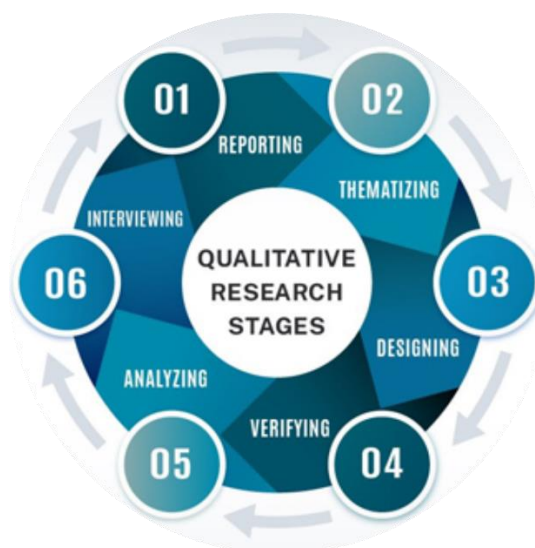 QUALITATIVE
RESEARCH
STAGES
01
REPORTING
02
THEMATIZING
03
DESIGNING
04
VERIFYING
05
ANALYZING
06
INTERVIEWING